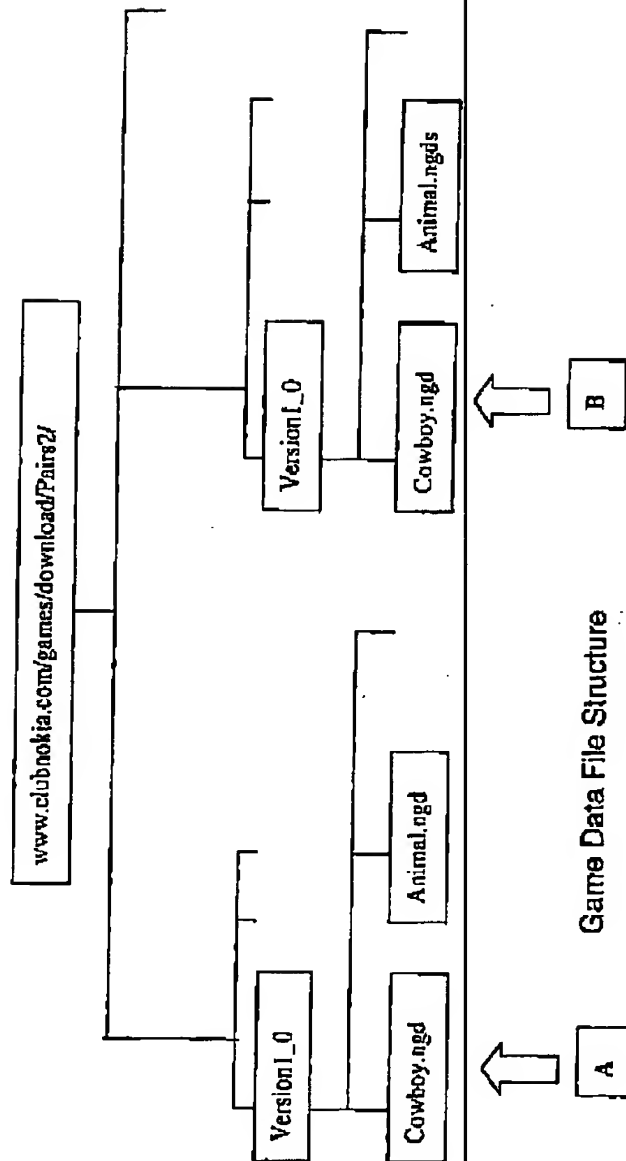 www.clubnokia.com/games/download/Pairs2/
Version1_0
Version1_0
Cowboy.ngd
Animal.ngd
Cowboy.ngd
Animal.ngds
Game Data File Structure
A
B